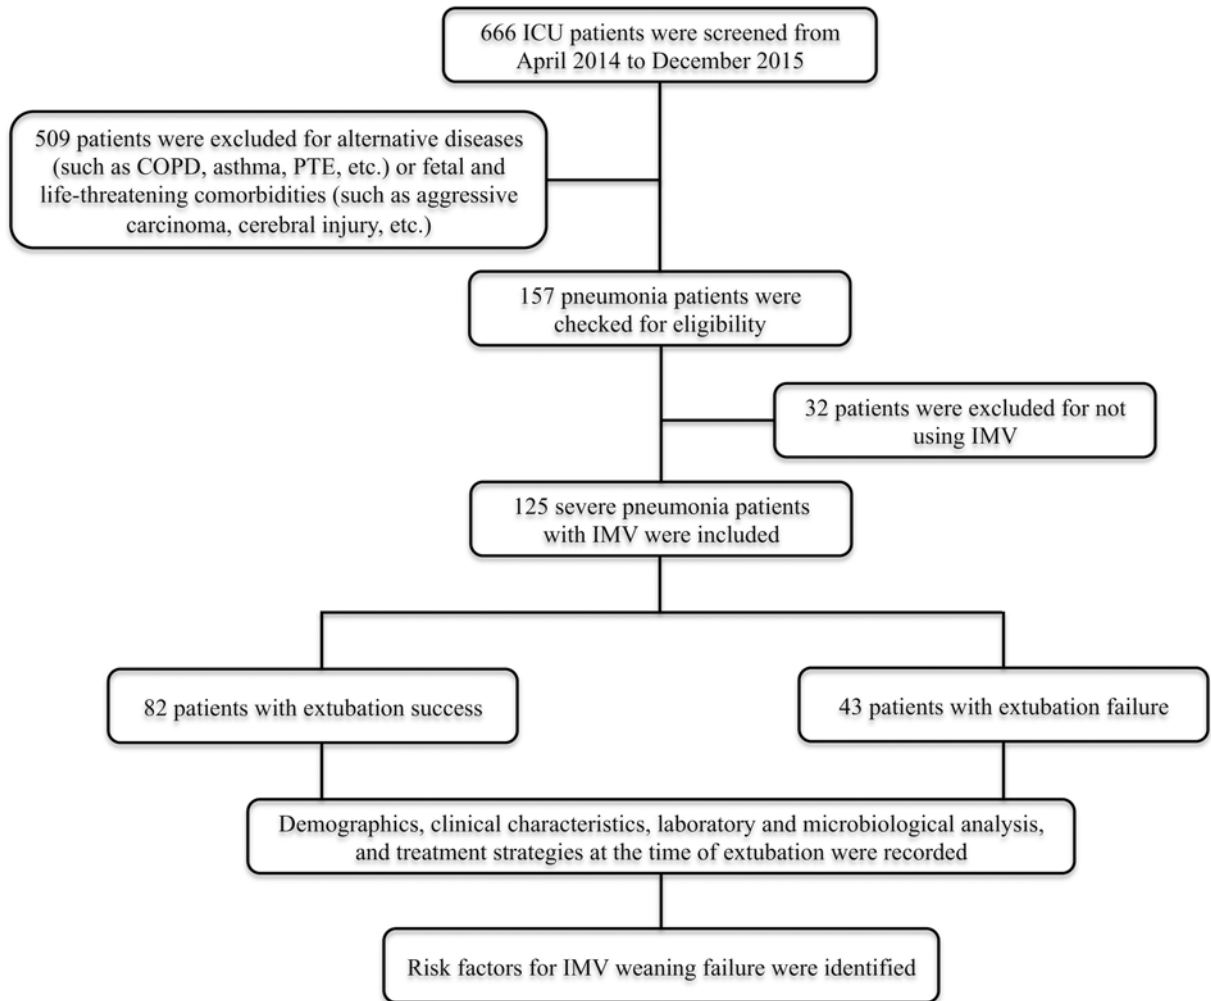 666 ICU patients were screened from
April 2014 to December 2015
509 patients were excluded for alternative diseases
(such as COPD, asthma, PTE, etc.) or fetal and
life-threatening comorbidities (such as aggressive
carcinoma, cerebral injury, etc.)
157 pneumonia patients were
checked for eligibility
32 patients were excluded for not
using IMV
125 severe pneumonia patients
with IMV were included
82 patients with extubation success
43 patients with extubation failure
Demographics, clinical characteristics, laboratory and microbiological analysis,
and treatment strategies at the time of extubation were recorded
Risk factors for IMV weaning failure were identified